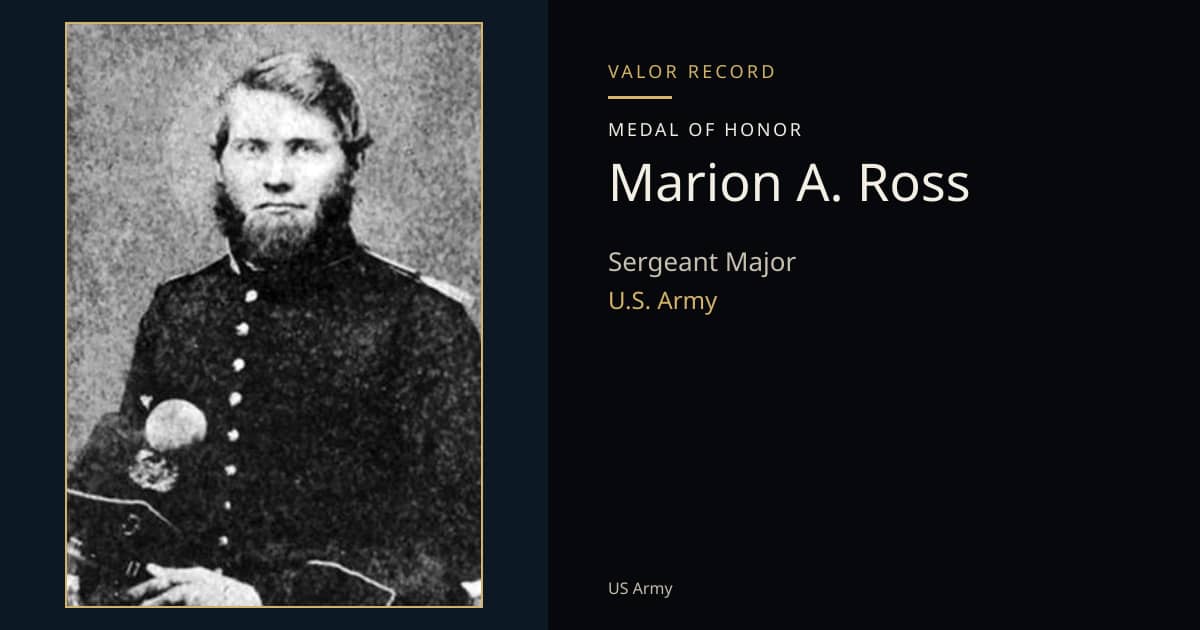 VALOR RECORD
MEDAL OF HONOR
Marion A. Ross
Sergeant Major
U.S. Army
US Army